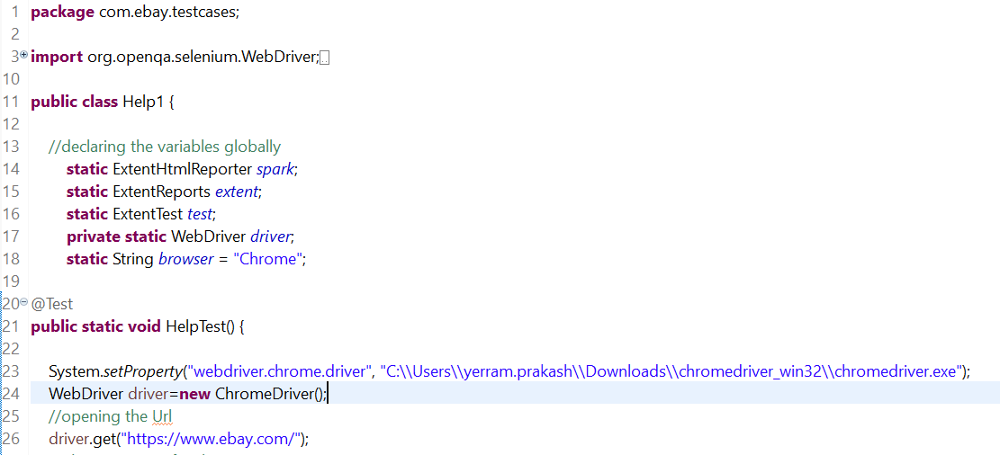 1 package com.ebay.testcases;
2
3 import org.openqa.selenium.WebDriver;
10
11 public class Help1 {
12
13 //declaring the variables globally
14 static ExtentHtmlReporter spark;
15 static ExtentReports extent;
16 static ExtentTest test;
17 private static WebDriver driver;
18 static String browser = "Chrome";
19
20 @Test
21 public static void HelpTest() {
22
23 System.setProperty("webdriver.chrome.driver", "C:\\Users\\yerram.prakash\\Downloads\\chromedriver_win32\\chromedriver.exe");
24 WebDriver driver=new ChromeDriver();
25 //opening the Url
26 driver.get("https://www.ebay.com/");